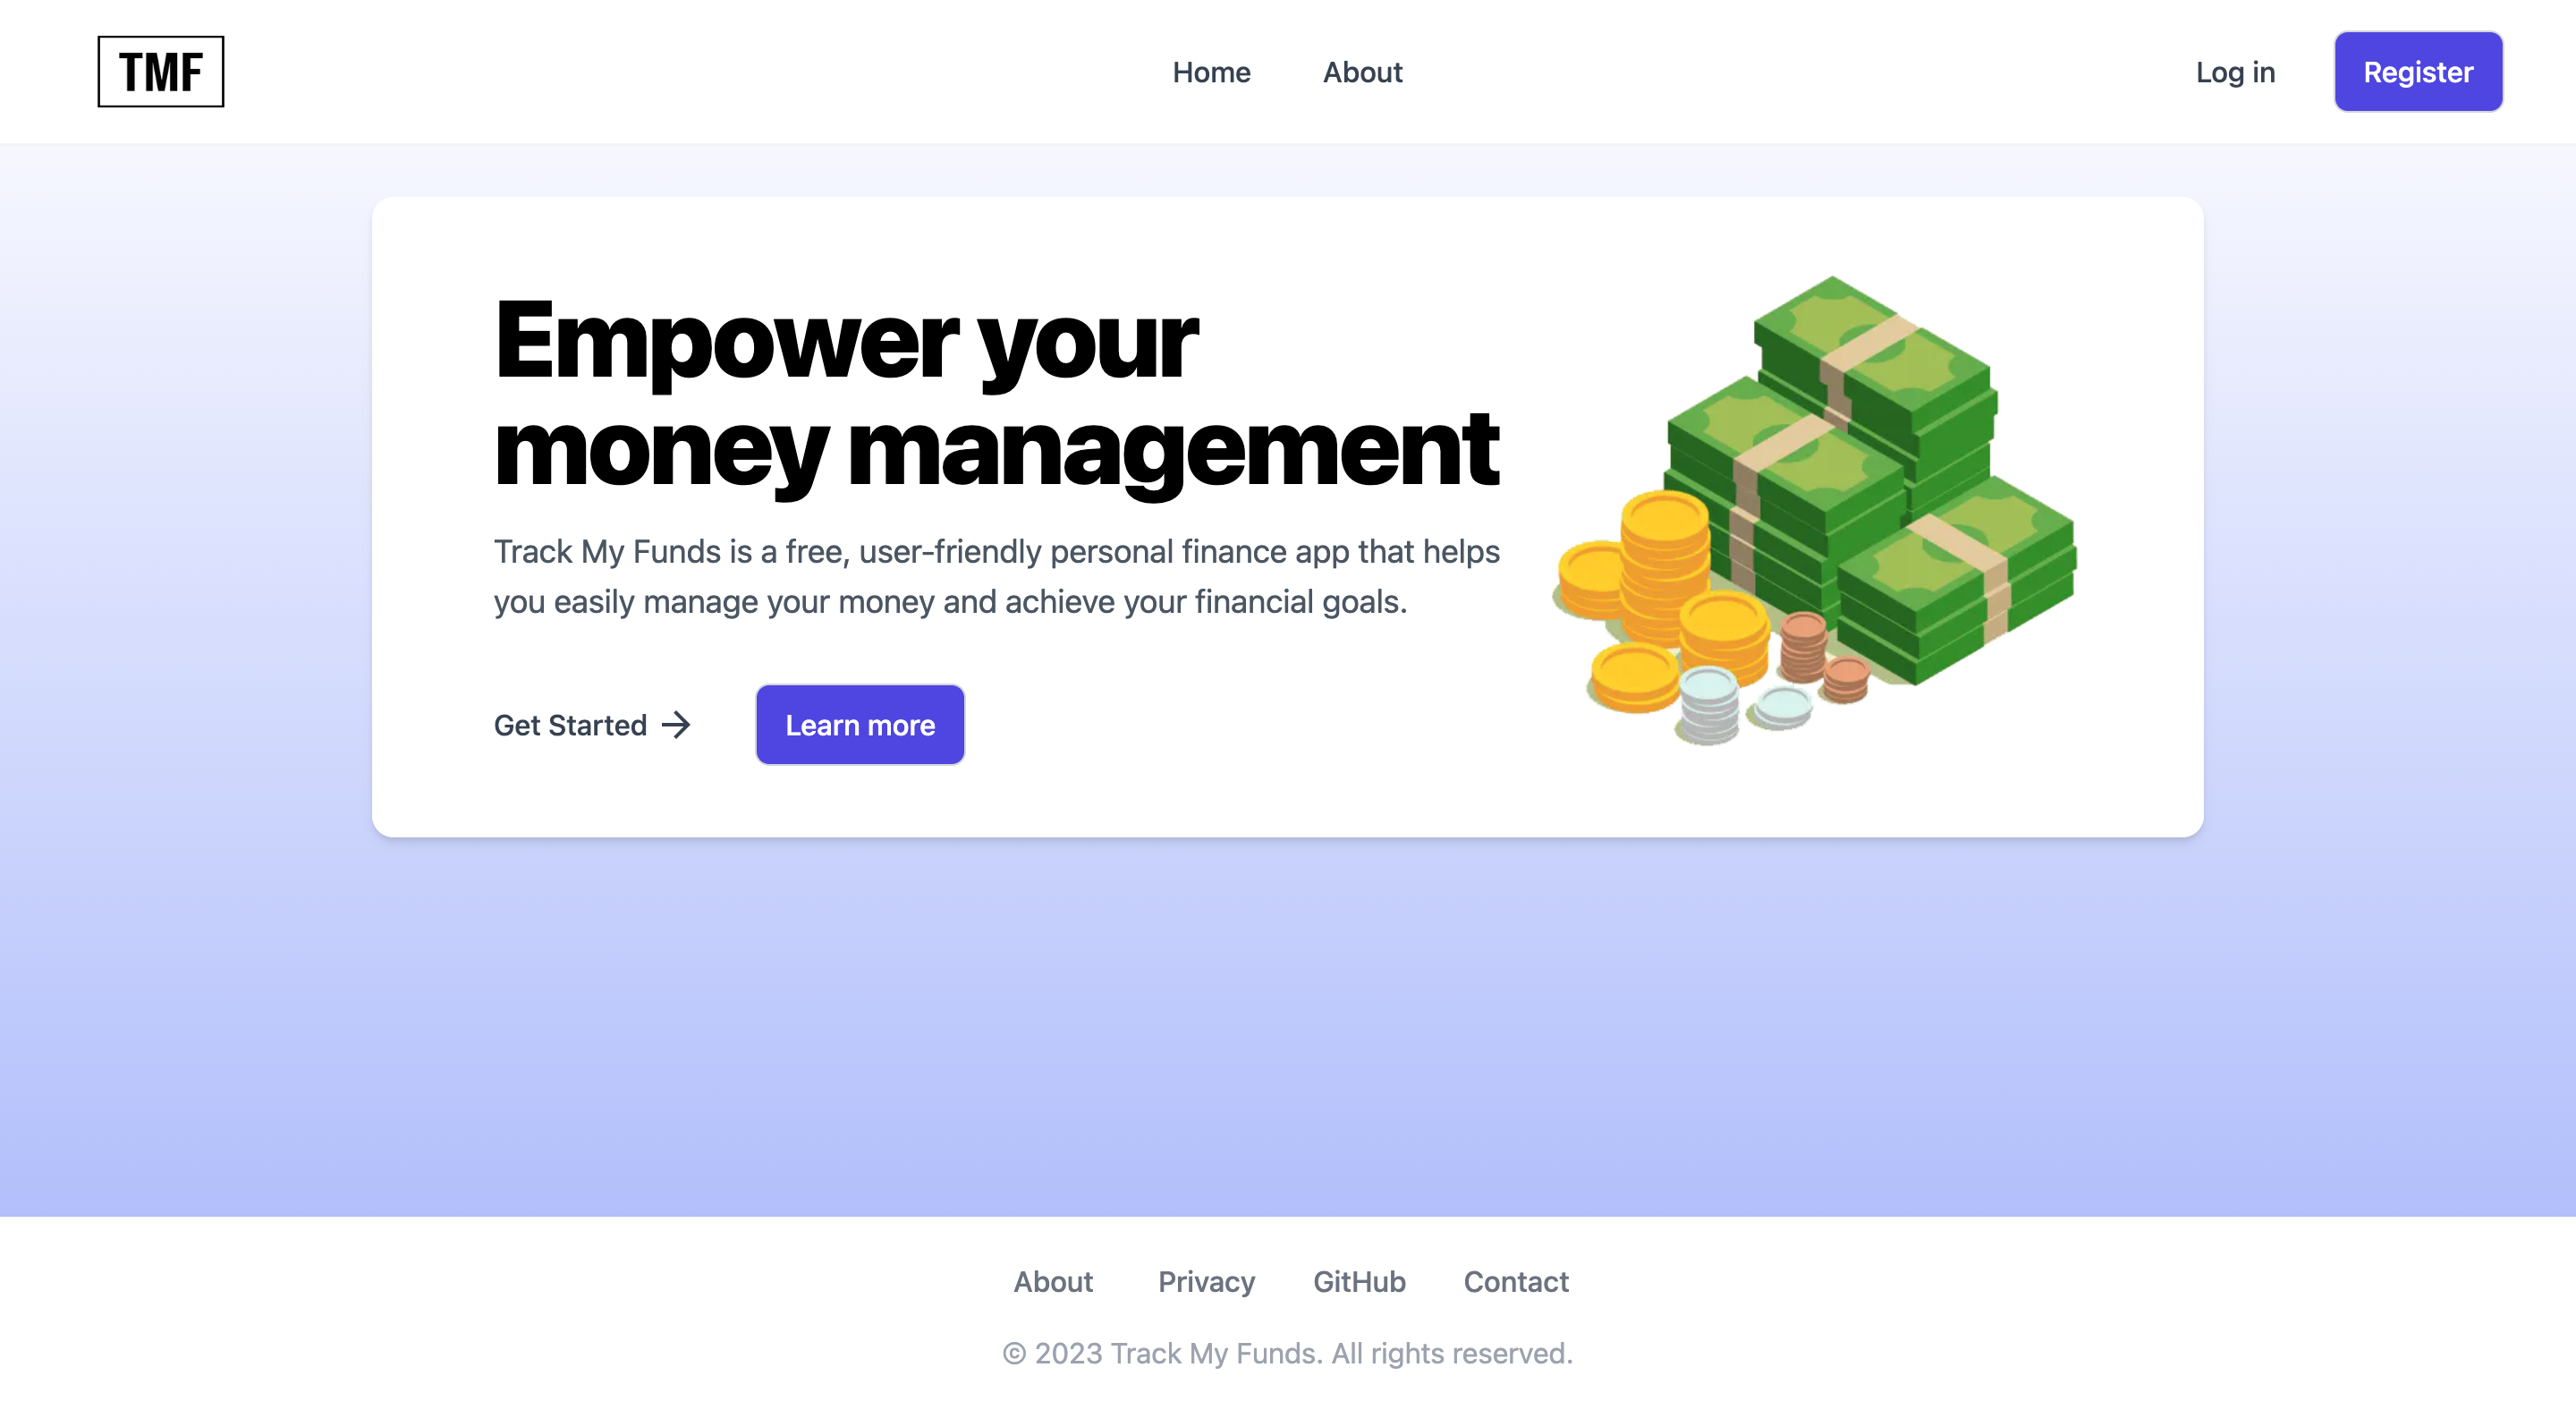 TMF
Home About
Log in Register
Empower your
money management
Track My Funds is a free, user-friendly personal finance app that helps
you easily manage your money and achieve your financial goals.
Get Started → Learn more
About Privacy GitHub Contact
© 2023 Track My Funds. All rights reserved.